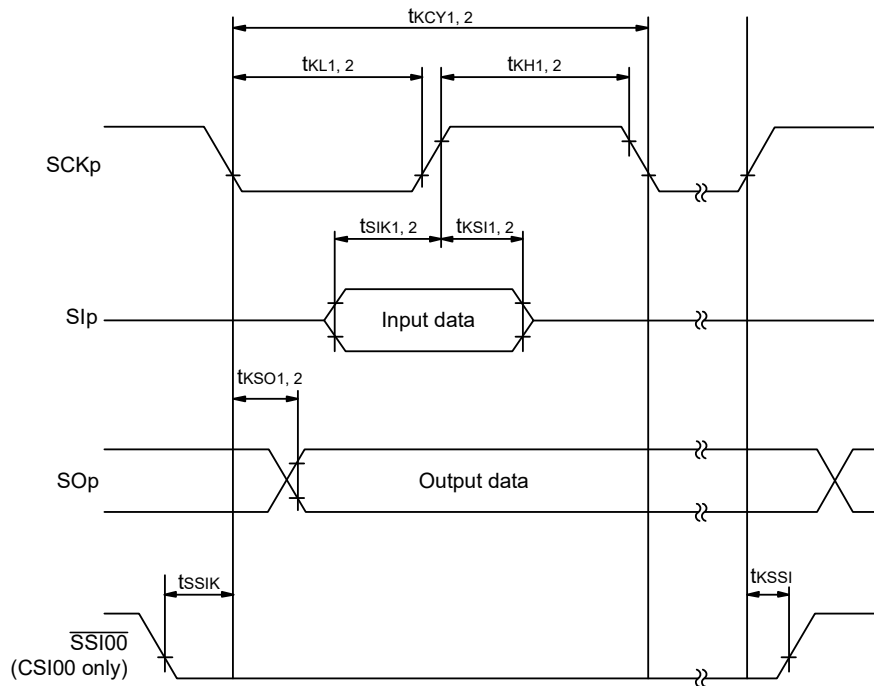 tKCY1, 2
tKL1, 2
tKH1, 2
SCKp
tSIK1, 2
tKSI1, 2
SIp
Input data
tKSO1, 2
SOp
Output data
tSSIK
tKSSI
SSI00
(CSI00 only)